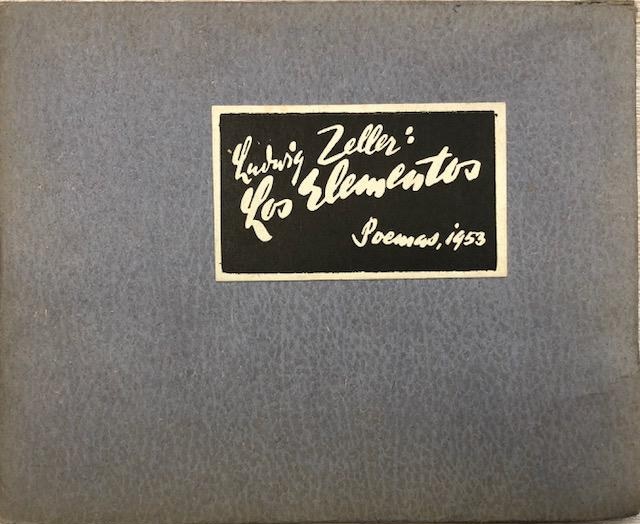 Ludwig Zeller:
Los Elementos
Poemas, 1953